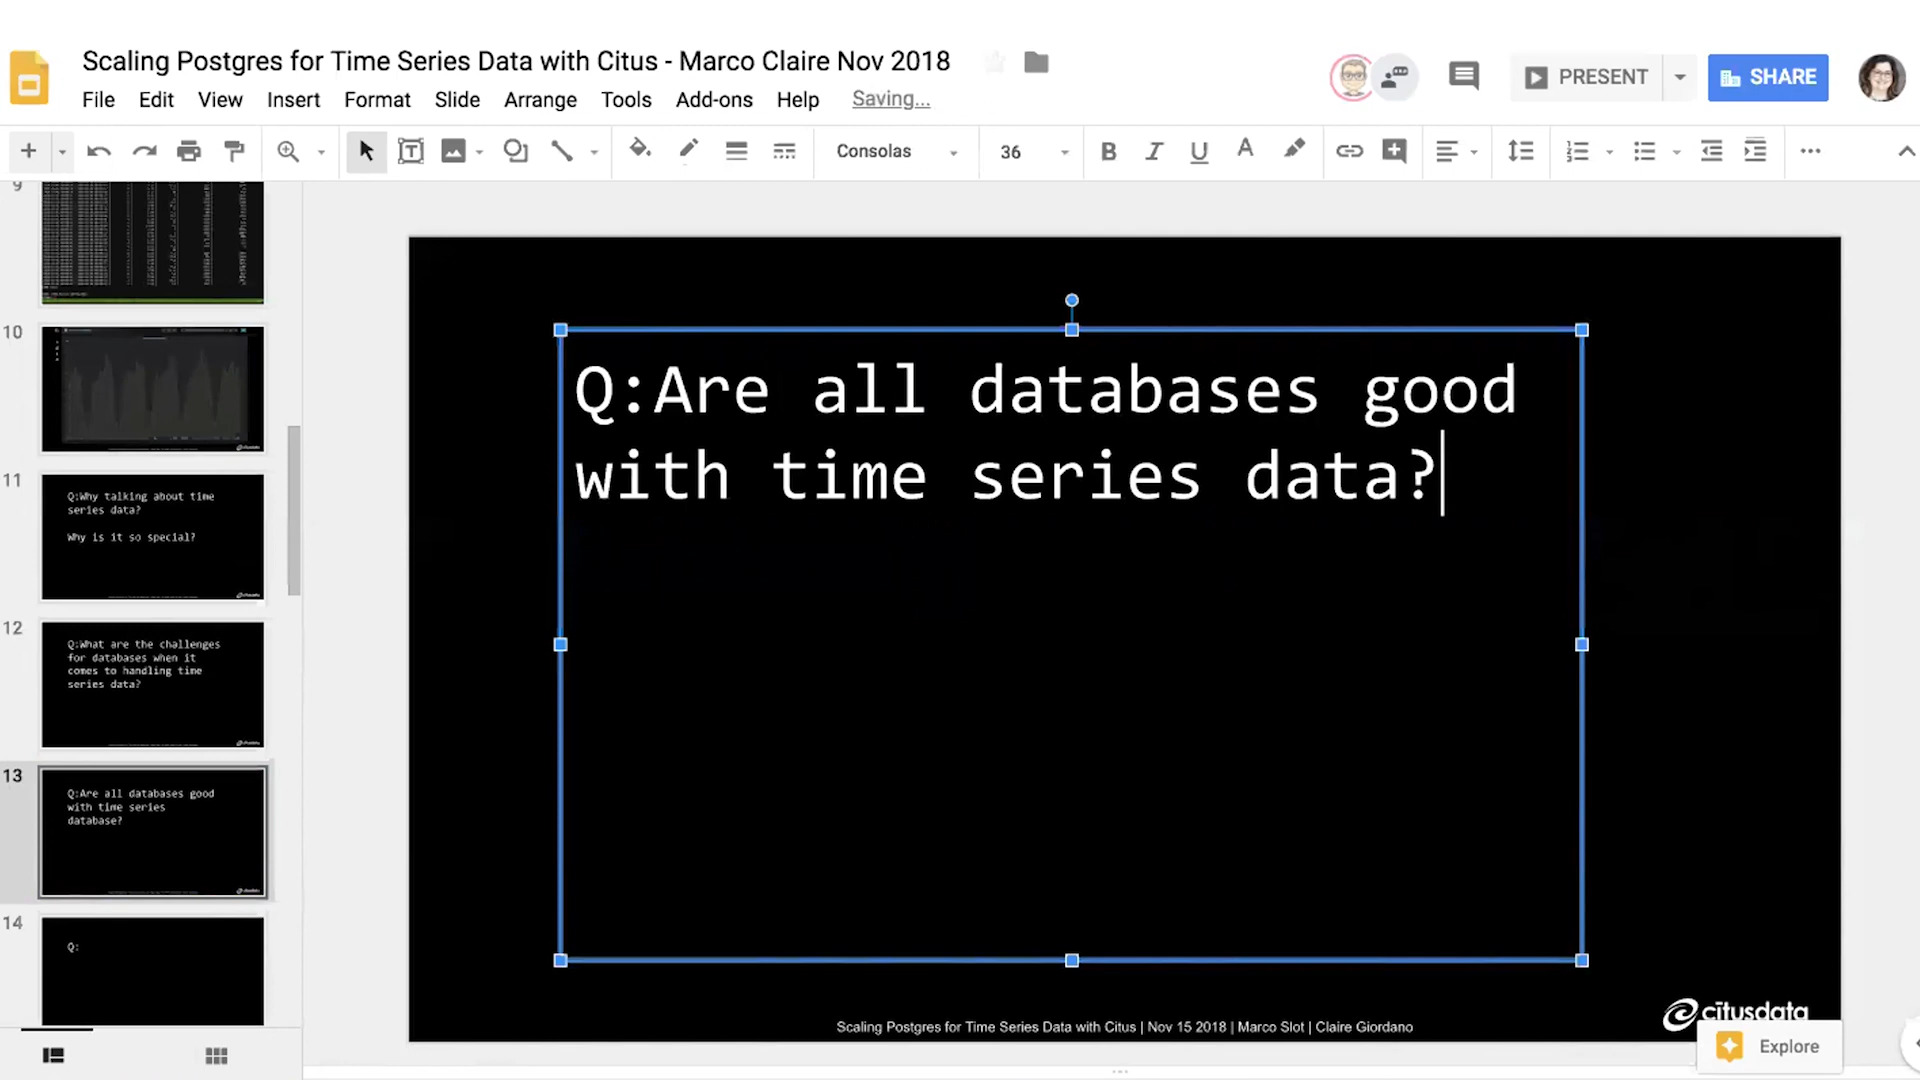 Scaling Postgres for Time Series Data with Citus - Marco Claire Nov 2018
File Edit View Insert Format Slide Arrange Tools Add-ons Help Saving...
PRESENT
SHARE
Consolas
36
9
10
11
Q:Why talking about time
series data?
Why is it so special?
12
Q:What are the challenges
for databases when it
comes to handling time
series data?
13
Q:Are all databases good
with time series
database?
14
Q:
Q:Are all databases good
with time series data?
Scaling Postgres for Time Series Data with Citus | Nov 15 2018 | Marco Slot | Claire Giordano
citusdata
Explore